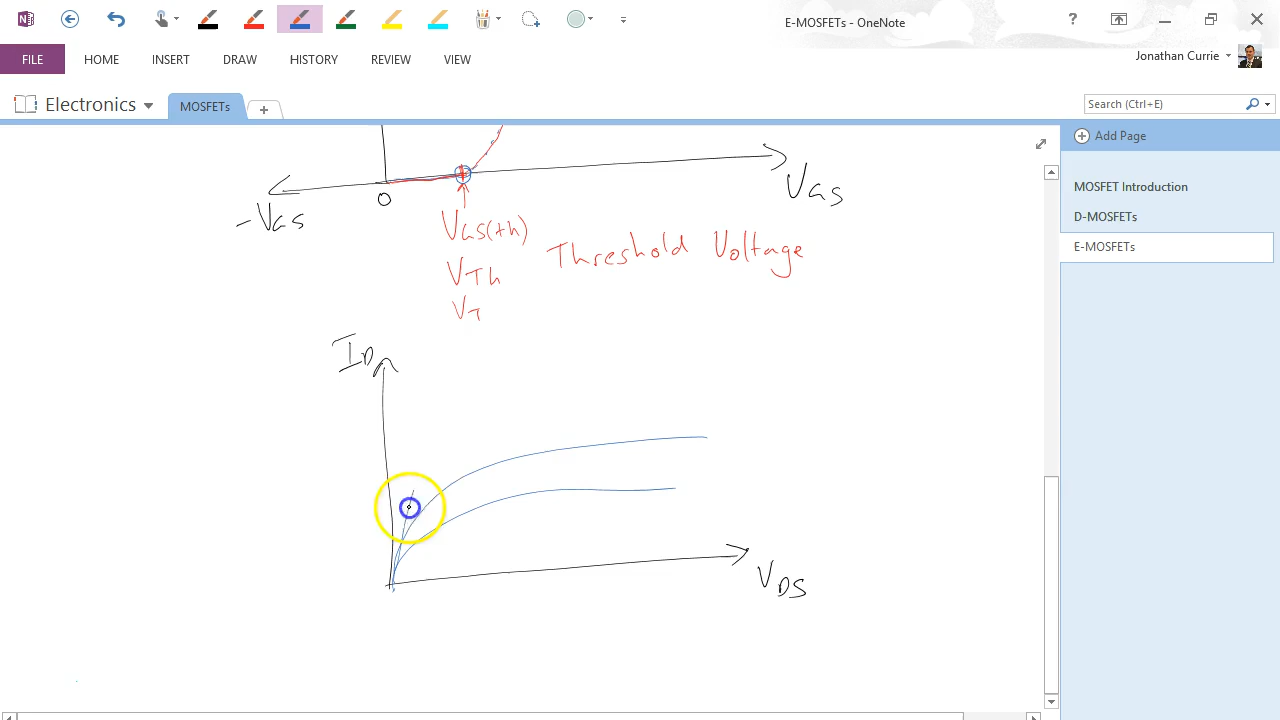 E-MOSFETs - OneNote
?
FILE
HOME
INSERT
DRAW
HISTORY
REVIEW
VIEW
Jonathan Currie
Electronics
MOSFETs
+
Search (Ctrl+E)
Add Page
MOSFET Introduction
D-MOSFETs
E-MOSFETs
-VGS
0
VGS
VGS(th)
Threshold Voltage
VTh
VT
ID
VDS